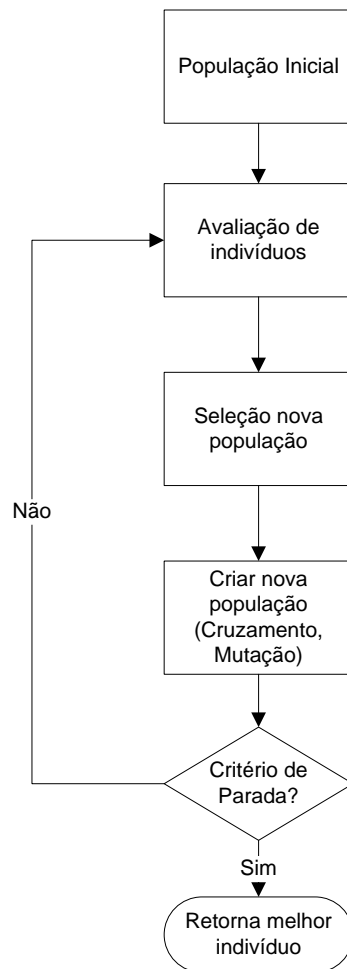 População Inicial
Avaliação de
indivíduos
Seleção nova
população
Não
Criar nova
população
(Cruzamento,
Mutação)
Critério de
Parada?
Sim
Retorna melhor
indivíduo